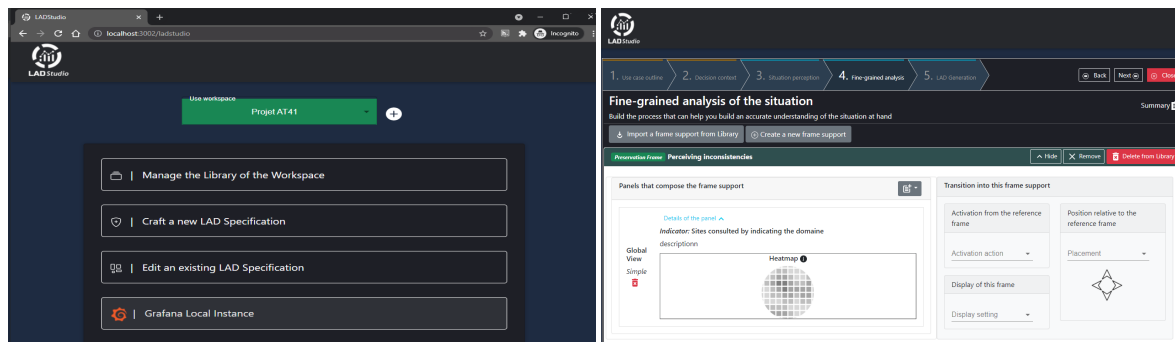 LADStudio
localhost:3002/ladstudio
Incognito
LAD Studio
Use workspace
Projet AT41
Manage the Library of the Workspace
Craft a new LAD Specification
Edit an existing LAD Specification
Grafana Local Instance
LAD Studio
1. Use case outline
2. Decision context
3. Situation perception
4. Fine-grained analysis
5. LAD Generation
Back
Next
Close
Fine-grained analysis of the situation
Summary
Build the process that can help you build an accurate understanding of the situation at hand
Import a frame support from Library
Create a new frame support
Preservation Frame Perceiving inconsistencies
Hide
Remove
Delete from Library
Panels that compose the frame support
Details of the panel
Indicator: Sites consulted by indicating the domaine
descriptionn
Global View
Simple
Heatmap
Transition into this frame support
Activation from the reference frame
Activation action
Position relative to the reference frame
Placement
Display of this frame
Display setting